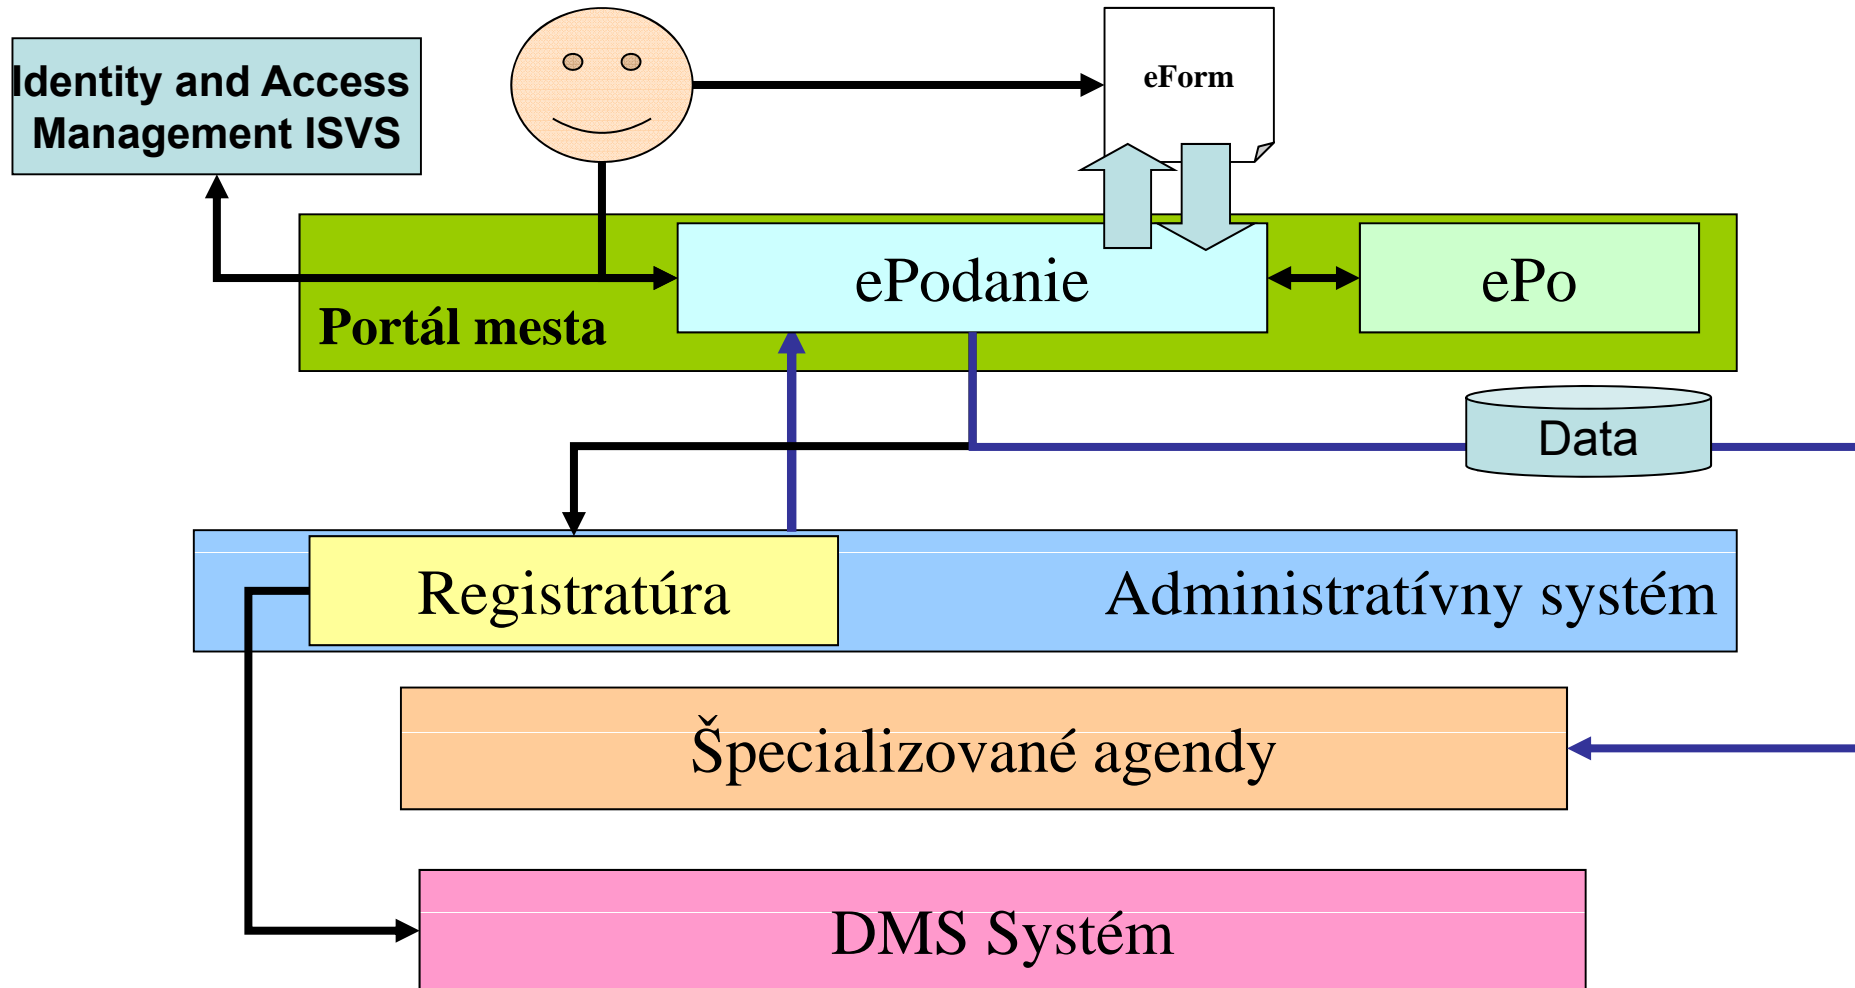 Identity and Access
Management ISVS
eForm
ePodanie
ePo
Portál mesta
Data
Registratúra
Administratívny systém
Špecializované agendy
DMS Systém